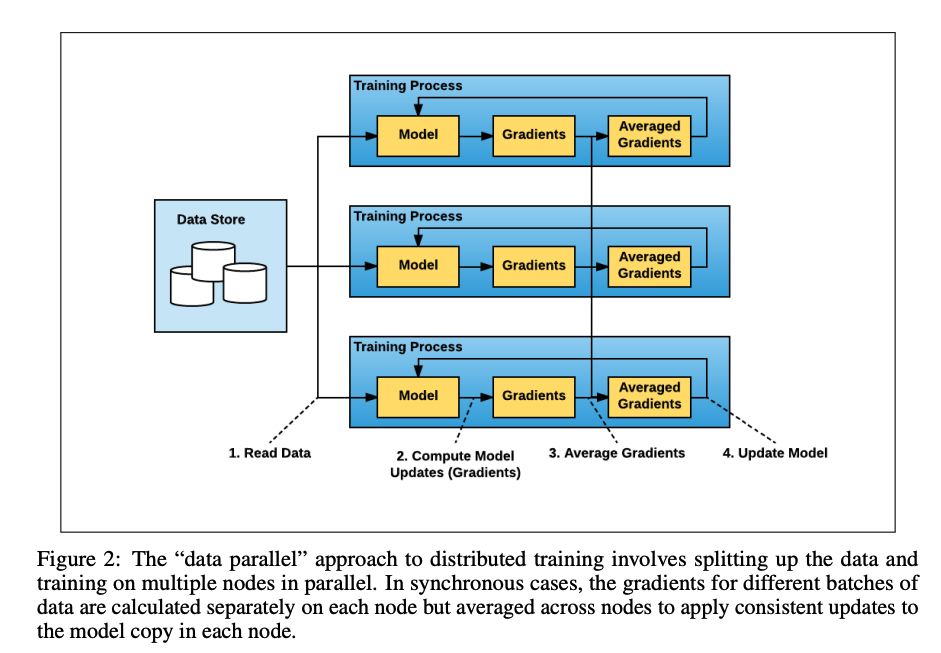 Training Process
Model
Gradients
Averaged
Gradients
Data Store
Training Process
Model
Gradients
Averaged
Gradients
Training Process
Model
Gradients
Averaged
Gradients
1. Read Data
2. Compute Model
Updates (Gradients)
3. Average Gradients
4. Update Model
Figure 2: The “data parallel” approach to distributed training involves splitting up the data and
training on multiple nodes in parallel. In synchronous cases, the gradients for different batches of
data are calculated separately on each node but averaged across nodes to apply consistent updates to
the model copy in each node.